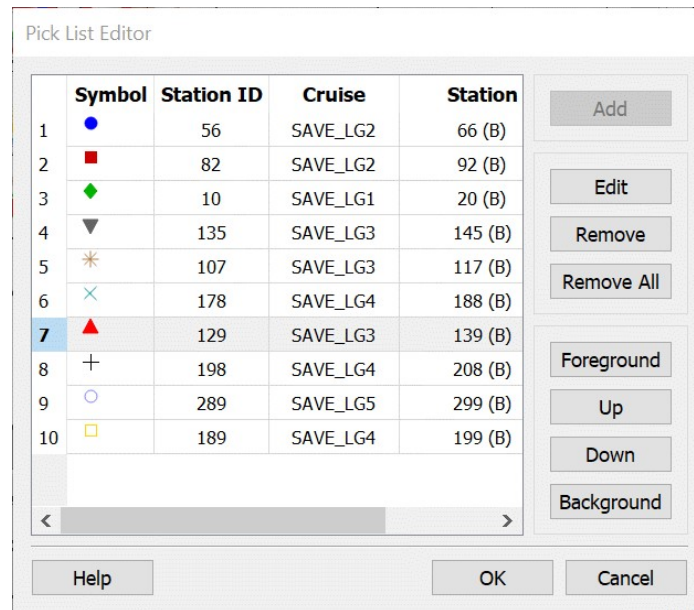 Pick List Editor
Symbol Station ID Cruise Station
1 56 SAVE_LG2 66 (B)
2 82 SAVE_LG2 92 (B)
3 10 SAVE_LG1 20 (B)
4 135 SAVE_LG3 145 (B)
5 107 SAVE_LG3 117 (B)
6 178 SAVE_LG4 188 (B)
7 129 SAVE_LG3 139 (B)
8 198 SAVE_LG4 208 (B)
9 289 SAVE_LG5 299 (B)
10 189 SAVE_LG4 199 (B)
Add
Edit
Remove
Remove All
Foreground
Up
Down
Background
Help OK Cancel